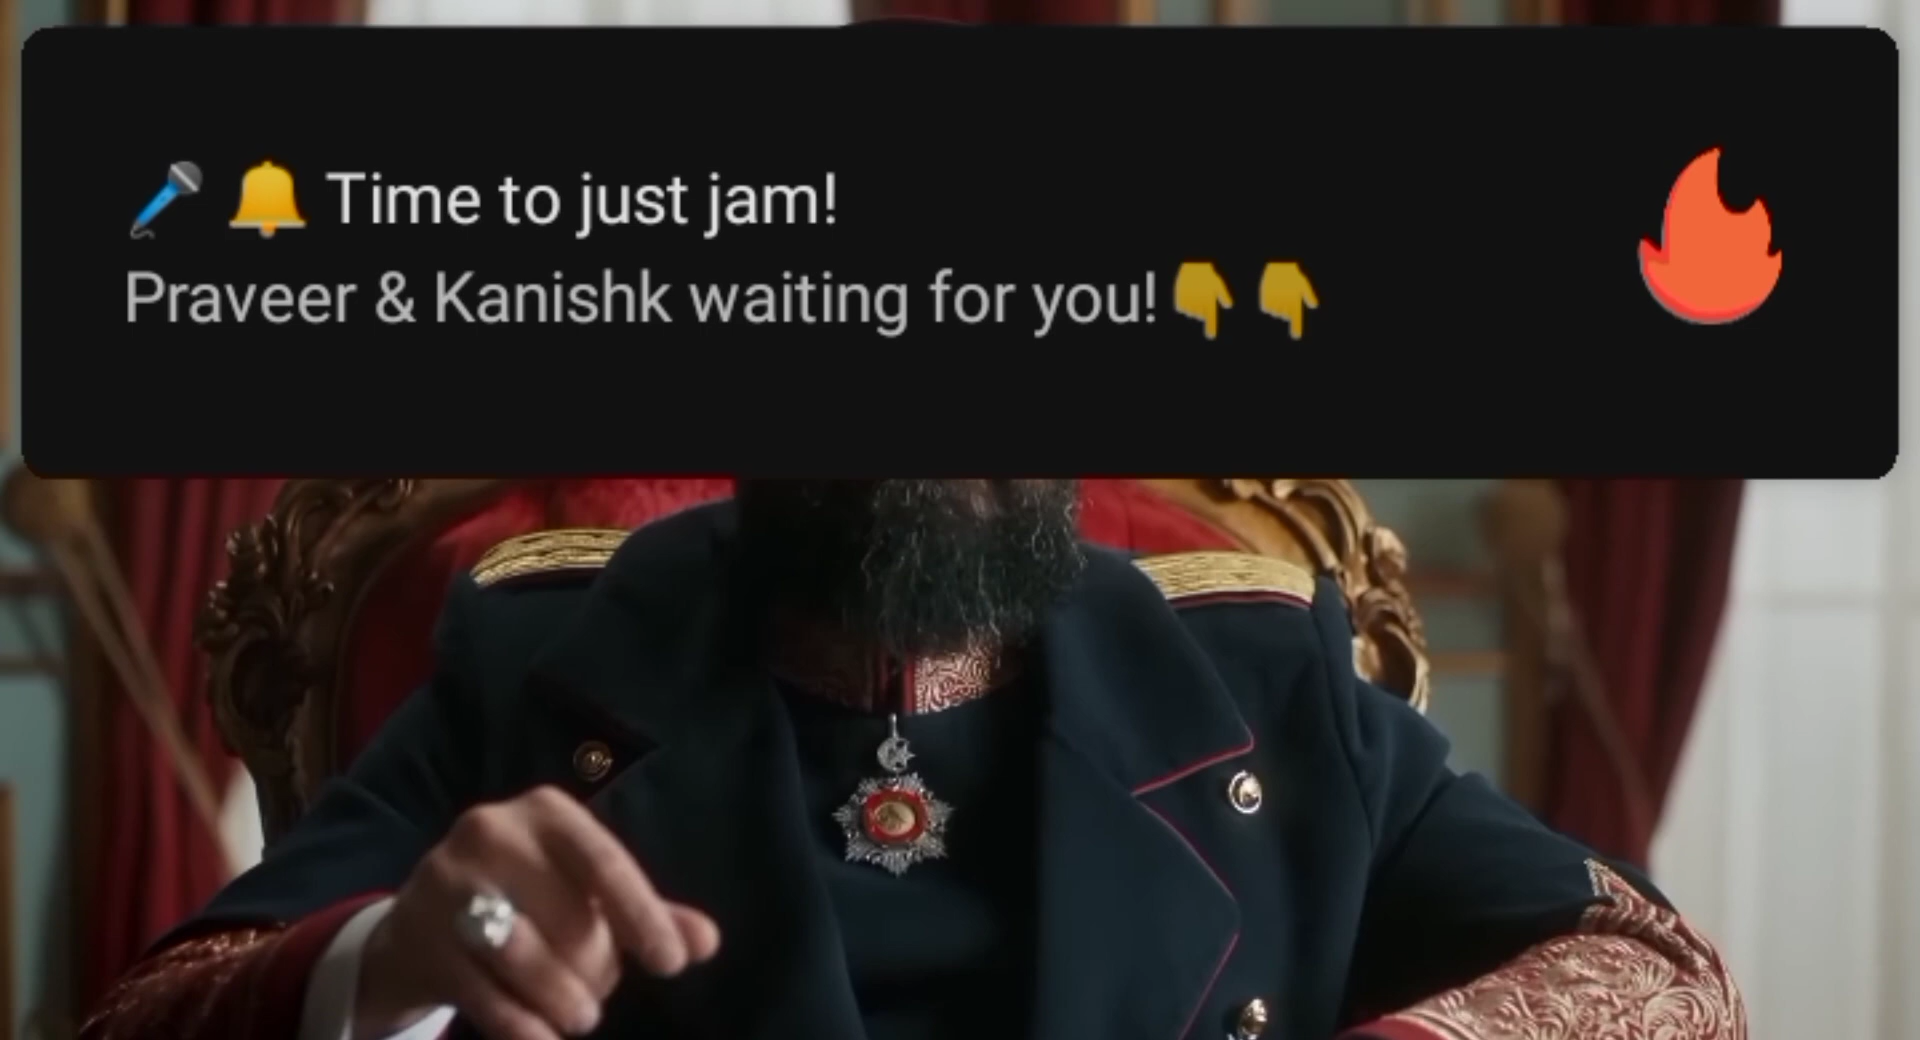 🎤 🔔 Time to just jam!
Praveer & Kanishk waiting for you!👇👇